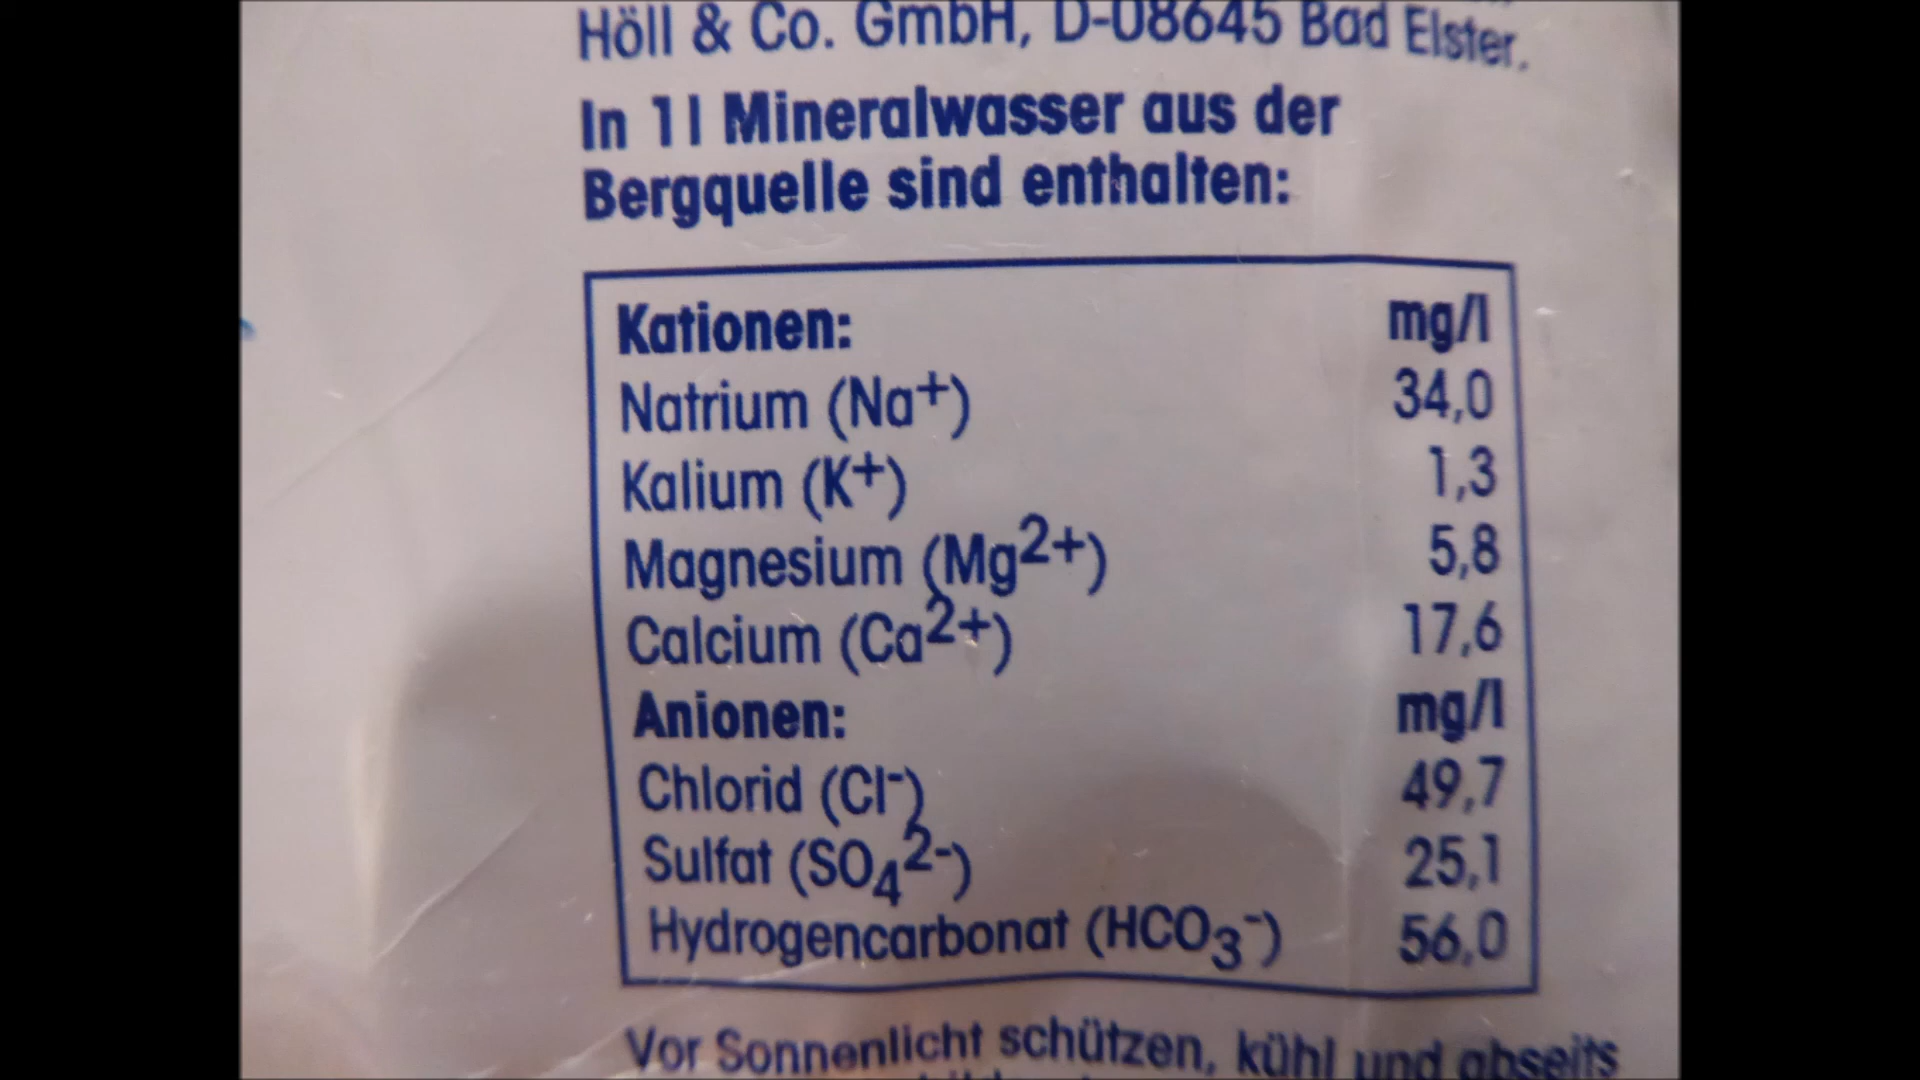 Höll & Co. GmbH, D-08645 Bad Elster.
In 1 l Mineralwasser aus der
Bergquelle sind enthalten:
Kationen: mg/l
Natrium (Na⁺) 34,0
Kalium (K⁺) 1,3
Magnesium (Mg²⁺) 5,8
Calcium (Ca²⁺) 17,6
Anionen: mg/l
Chlorid (Cl⁻) 49,7
Sulfat (SO₄²⁻) 25,1
Hydrogencarbonat (HCO₃⁻) 56,0
Vor Sonnenlicht schützen, kühl und abseits